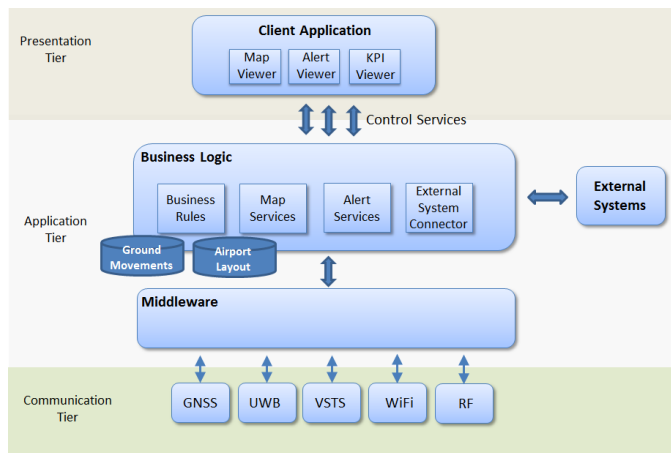 Presentation
Tier
Client Application
Map
Viewer
Alert
Viewer
KPI
Viewer
Control Services
Application
Tier
Business Logic
Business
Rules
Map
Services
Alert
Services
External
System
Connector
External
Systems
Ground
Movements
Airport
Layout
Middleware
Communication
Tier
GNSS
UWB
VSTS
WiFi
RF